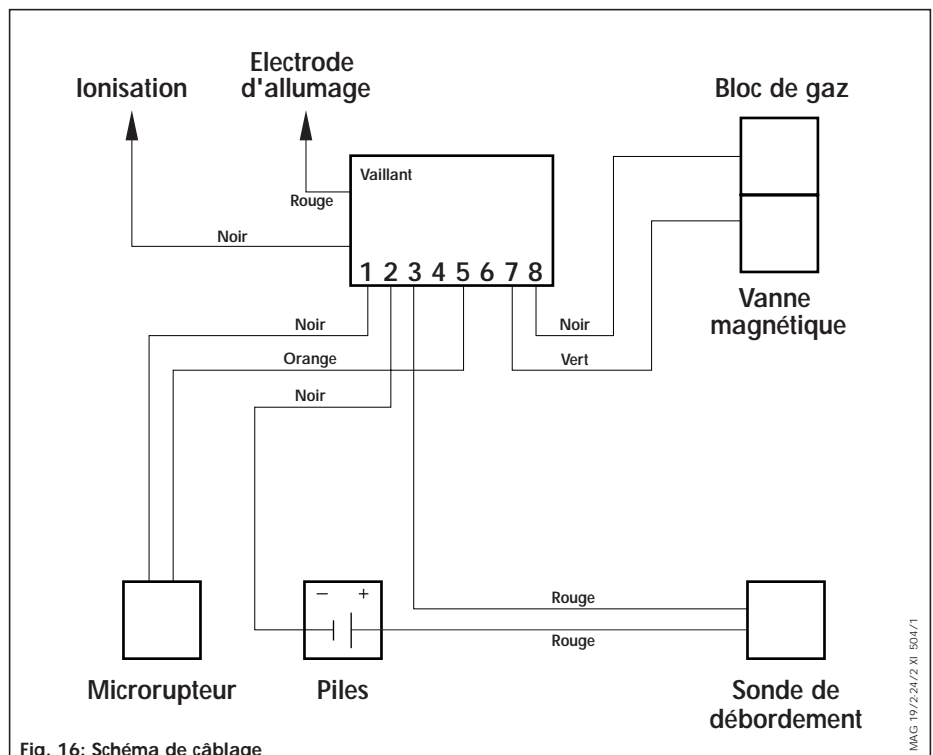 Ionisation
Electrode
d'allumage
Bloc de gaz
Vaillant
Rouge
Noir
1 2 3 4 5 6 7 8
Vanne
magnétique
Noir
Noir
Orange
Vert
Noir
− +
Rouge
Rouge
Microrupteur
Piles
Sonde de
débordement
MAG 19/2-24/2 XI 504/1
Fig. 16: Schéma de câblage